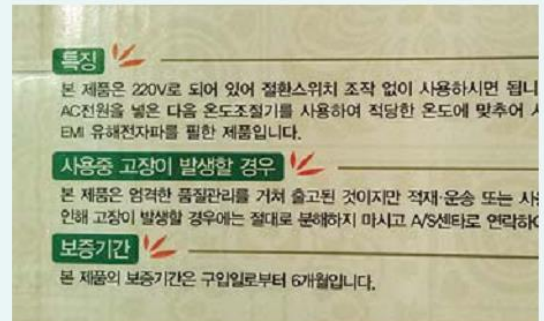 특징
본 제품은 220V로 되어 있어 절환스위치 조작 없이 사용하시면 됩니
AC전원을 넣은 다음 온도조절기를 사용하여 적당한 온도에 맞추어
EMI 유해전자파를 필한 제품입니다.
사용중 고장이 발생할 경우
본 제품은 엄격한 품질관리를 거쳐 출고된 것이지만 적재·운송 또는 사용
인해 고장이 발생할 경우에는 절대로 분해하지 마시고 A/S센타로 연락하
보증기간
본 제품의 보증기간은 구입일로부터 6개월입니다.